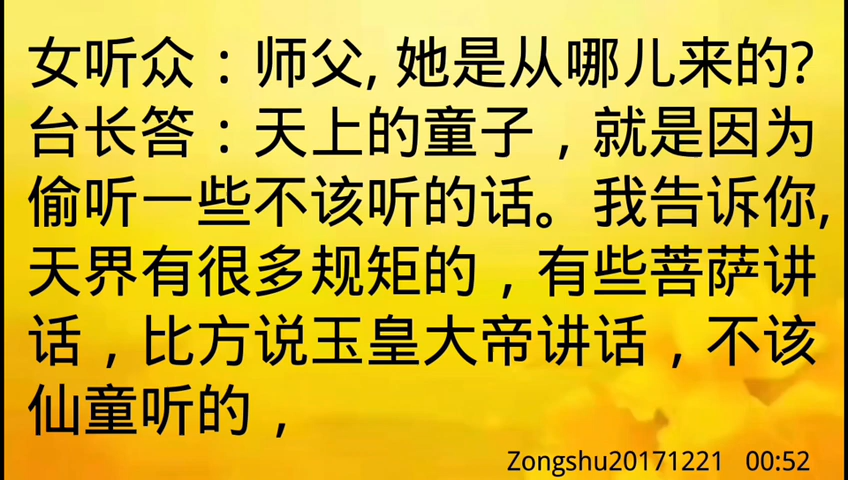 女听众：师父, 她是从哪儿来的?
台长答：天上的童子，就是因为
偷听一些不该听的话。我告诉你,
天界有很多规矩的，有些菩萨讲
话，比方说玉皇大帝讲话，不该
仙童听的，
Zongshu20171221 00:52